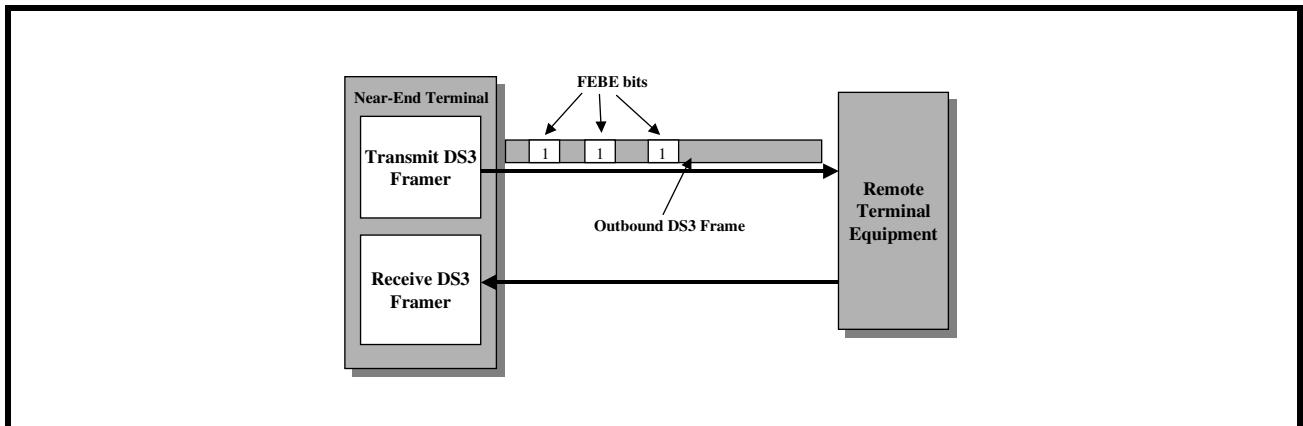 FEBE bits
Near-End Terminal
1 1 1
Transmit DS3
Framer
Outbound DS3 Frame
Remote
Terminal
Equipment
Receive DS3
Framer